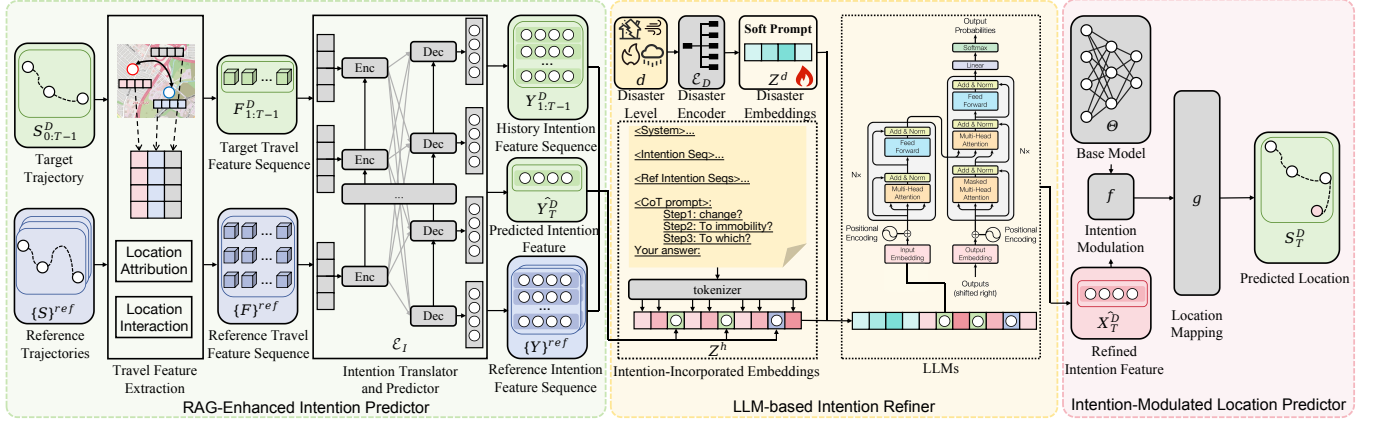 S^D_{0:T-1}
Target
Trajectory
{S}^{ref}
Reference
Trajectories
Location
Attribution
Location
Interaction
Travel Feature
Extraction
...
F^D_{1:T-1}
Target Travel
Feature Sequence
...
...
...
{F}^{ref}
Reference Travel
Feature Sequence
Enc
Enc
Enc
Dec
Dec
...
Dec
Dec
ℰ_I
Intention Translator
and Predictor
...
Y^D_{1:T-1}
History Intention
Feature Sequence
Ŷ^D_T
Predicted Intention
Feature
...
{Y}^{ref}
Reference Intention
Feature Sequence
RAG-Enhanced Intention Predictor
d
Disaster
Level
ℰ_D
Disaster
Encoder
Soft Prompt
Z^d
Disaster
Embeddings
<System>...
<Intention Seq>...
<Ref Intention Seqs>...
<CoT prompt>:
Step1: change?
Step2: To immobility?
Step3: To which?
Your answer:
tokenizer
Z^h
Intention-Incorporated Embeddings
Output
Probabilities
Softmax
Linear
Add & Norm
Feed
Forward
Add & Norm
Multi-Head
Attention
Add & Norm
Masked
Multi-Head
Attention
N×
Add & Norm
Feed
Forward
Add & Norm
Multi-Head
Attention
N×
Positional
Encoding
Positional
Encoding
Input
Embedding
Output
Embedding
Outputs
(shifted right)
LLMs
LLM-based Intention Refiner
Θ
Base Model
f
Intention
Modulation
X̂^D_T
Refined
Intention Feature
g
Location
Mapping
S^D_T
Predicted Location
Intention-Modulated Location Predictor